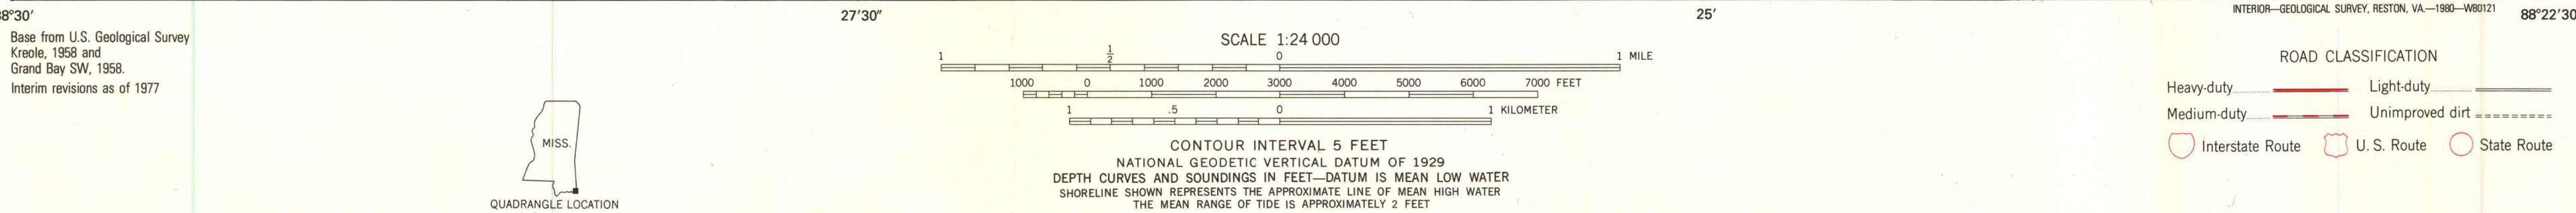 8°30'
27'30"
25'
INTERIOR—GEOLOGICAL SURVEY, RESTON, VA.—1980—W80121
88°22'30
Base from U.S. Geological Survey
Kreole, 1958 and
Grand Bay SW, 1958.
Interim revisions as of 1977
MISS.
QUADRANGLE LOCATION
SCALE 1:24 000
1 1/2 0 1 MILE
1000 0 1000 2000 3000 4000 5000 6000 7000 FEET
1 .5 0 1 KILOMETER
CONTOUR INTERVAL 5 FEET
NATIONAL GEODETIC VERTICAL DATUM OF 1929
DEPTH CURVES AND SOUNDINGS IN FEET—DATUM IS MEAN LOW WATER
SHORELINE SHOWN REPRESENTS THE APPROXIMATE LINE OF MEAN HIGH WATER
THE MEAN RANGE OF TIDE IS APPROXIMATELY 2 FEET
ROAD CLASSIFICATION
Heavy-duty Light-duty
Medium-duty Unimproved dirt
Interstate Route U. S. Route State Route